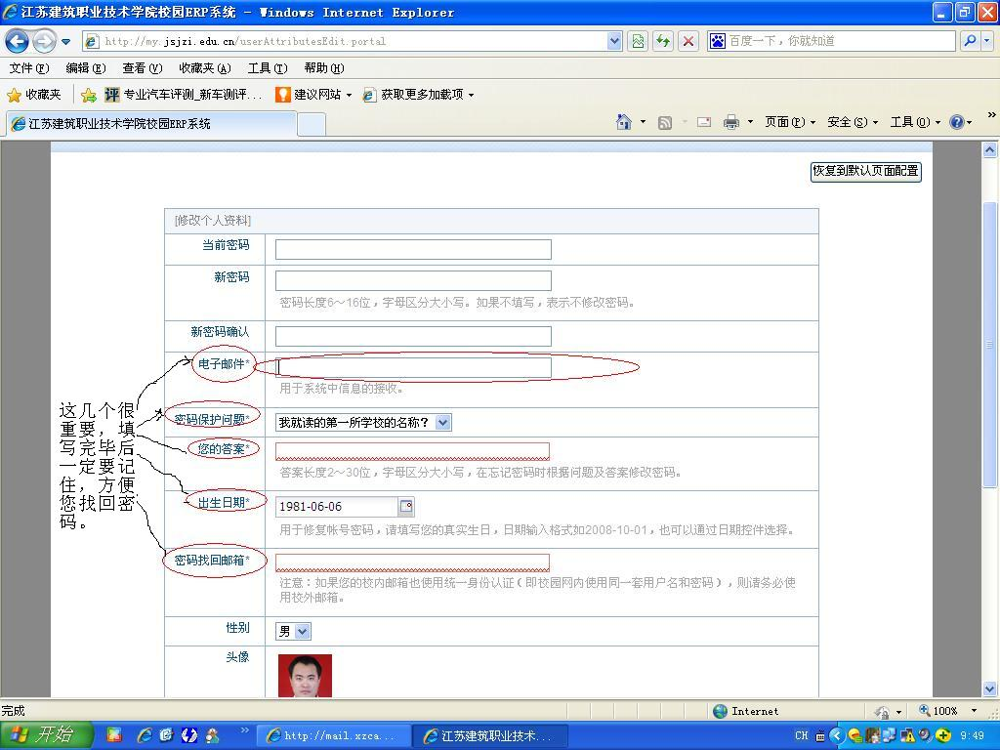 江苏建筑职业技术学院校园ERP系统 - Windows Internet Explorer
http://my.jsjzi.edu.cn/userAttributesEdit.portal
百度一下，你就知道
文件(F) 编辑(E) 查看(V) 收藏夹(A) 工具(T) 帮助(H)
收藏夹 评 专业汽车评测_新车测评... 建议网站 获取更多加载项
江苏建筑职业技术学院校园ERP系统
页面(P) 安全(S) 工具(O)
恢复到默认页面配置
[修改个人资料]
当前密码
新密码
密码长度6～16位，字母区分大小写。如果不填写，表示不修改密码。
新密码确认
电子邮件*
用于系统中信息的接收。
密码保护问题* 我就读的第一所学校的名称？
您的答案*
答案长度2～30位，字母区分大小写，在忘记密码时根据问题及答案修改密码。
出生日期* 1981-06-06
用于修复帐号密码，请填写您的真实生日，日期输入格式如2008-10-01，也可以通过日期控件选择。
密码找回邮箱*
注意：如果您的校内邮箱也使用统一身份认证（即校园网内使用同一套用户名和密码），则请务必使
用校外邮箱。
性别 男
头像
这几个很
重要，填
写完毕后
一定要记
住，方便
您找回密
码。
完成 Internet 100%
开始 http://mail.xzca... 江苏建筑职业技术... CH 9:49